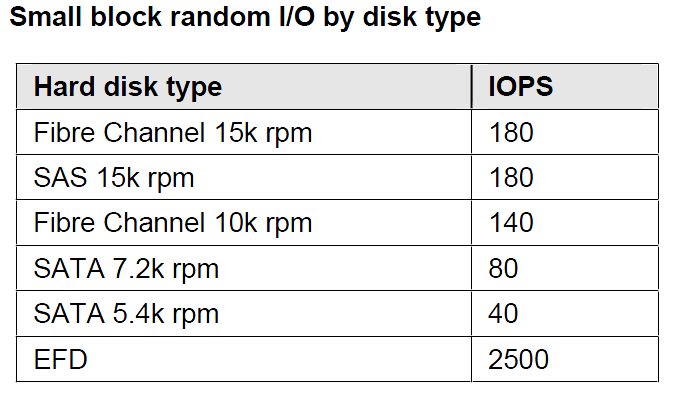 Small block random I/O by disk type
Hard disk type IOPS
Fibre Channel 15k rpm 180
SAS 15k rpm 180
Fibre Channel 10k rpm 140
SATA 7.2k rpm 80
SATA 5.4k rpm 40
EFD 2500